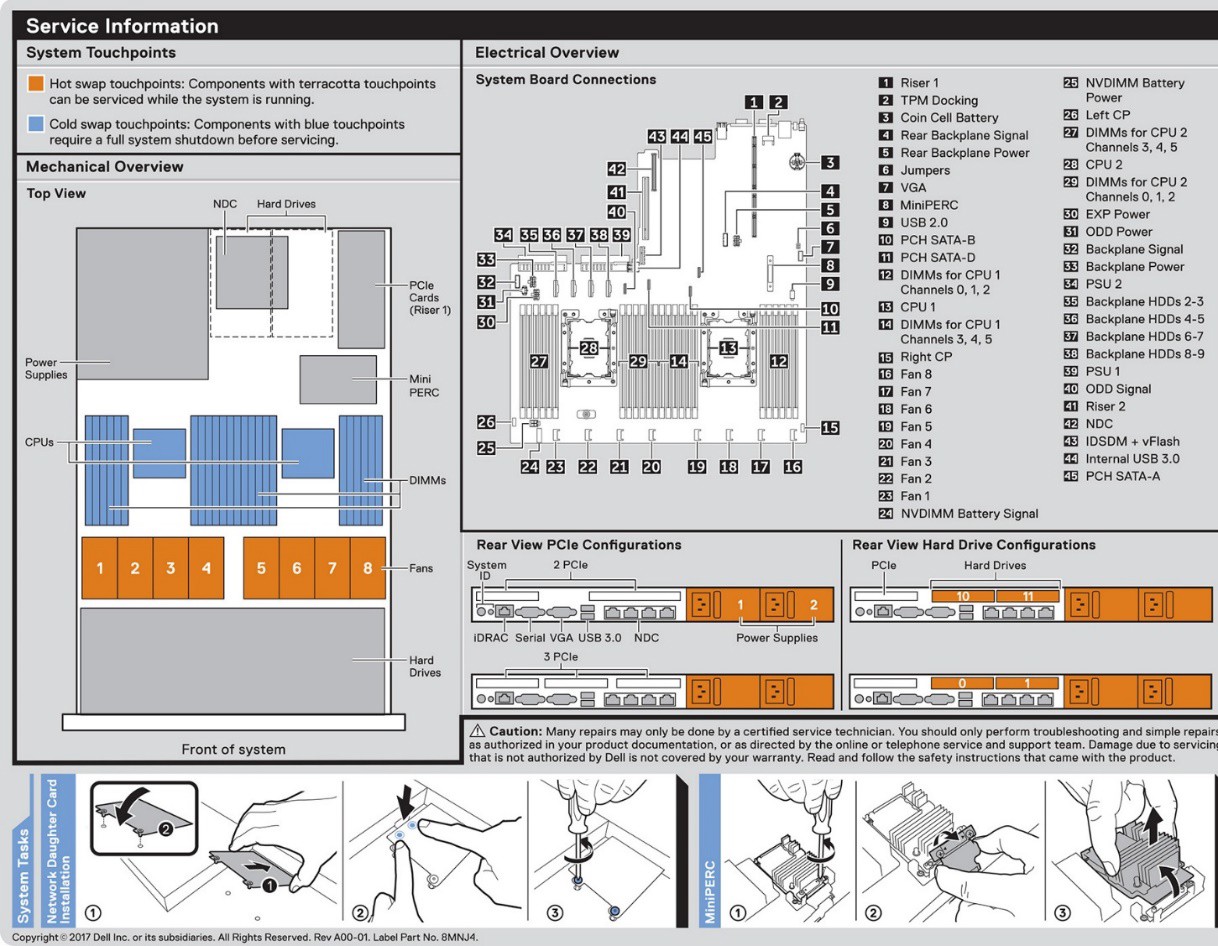 Service Information
System Touchpoints
Hot swap touchpoints: Components with terracotta touchpoints
can be serviced while the system is running.
Cold swap touchpoints: Components with blue touchpoints
require a full system shutdown before servicing.
Mechanical Overview
Top View
NDC
Hard Drives
PCIe
Cards
(Riser 1)
Power
Supplies
Mini
PERC
CPUs
DIMMs
1 2 3 4 5 6 7 8
Fans
Hard
Drives
Front of system
Electrical Overview
System Board Connections
1 2
43 44 45
3
42
41
40
4
5
34 35 36 37 38 39
6
33
7
32
8
31
9
30
10
11
27 28 29 14 13 12
26
15
25
24 23 22 21 20 19 18 17 16
1 Riser 1
2 TPM Docking
3 Coin Cell Battery
4 Rear Backplane Signal
5 Rear Backplane Power
6 Jumpers
7 VGA
8 MiniPERC
9 USB 2.0
10 PCH SATA-B
11 PCH SATA-D
12 DIMMs for CPU 1
Channels 0, 1, 2
13 CPU 1
14 DIMMs for CPU 1
Channels 3, 4, 5
15 Right CP
16 Fan 8
17 Fan 7
18 Fan 6
19 Fan 5
20 Fan 4
21 Fan 3
22 Fan 2
23 Fan 1
24 NVDIMM Battery Signal
25 NVDIMM Battery
Power
26 Left CP
27 DIMMs for CPU 2
Channels 3, 4, 5
28 CPU 2
29 DIMMs for CPU 2
Channels 0, 1, 2
30 EXP Power
31 ODD Power
32 Backplane Signal
33 Backplane Power
34 PSU 2
35 Backplane HDDs 2-3
36 Backplane HDDs 4-5
37 Backplane HDDs 6-7
38 Backplane HDDs 8-9
39 PSU 1
40 ODD Signal
41 Riser 2
42 NDC
43 IDSDM + vFlash
44 Internal USB 3.0
45 PCH SATA-A
Rear View PCIe Configurations
System
ID
2 PCIe
1 2
iDRAC Serial VGA USB 3.0 NDC Power Supplies
3 PCIe
Rear View Hard Drive Configurations
PCIe Hard Drives
10 11
0 1
Caution: Many repairs may only be done by a certified service technician. You should only perform troubleshooting and simple repairs
as authorized in your product documentation, or as directed by the online or telephone service and support team. Damage due to servicing
that is not authorized by Dell is not covered by your warranty. Read and follow the safety instructions that came with the product.
System Tasks
Network Daughter Card
Installation
2
1
1
2
3
MiniPERC
1
2
3
Copyright © 2017 Dell Inc. or its subsidiaries. All Rights Reserved. Rev A00-01. Label Part No. 8MNJ4.